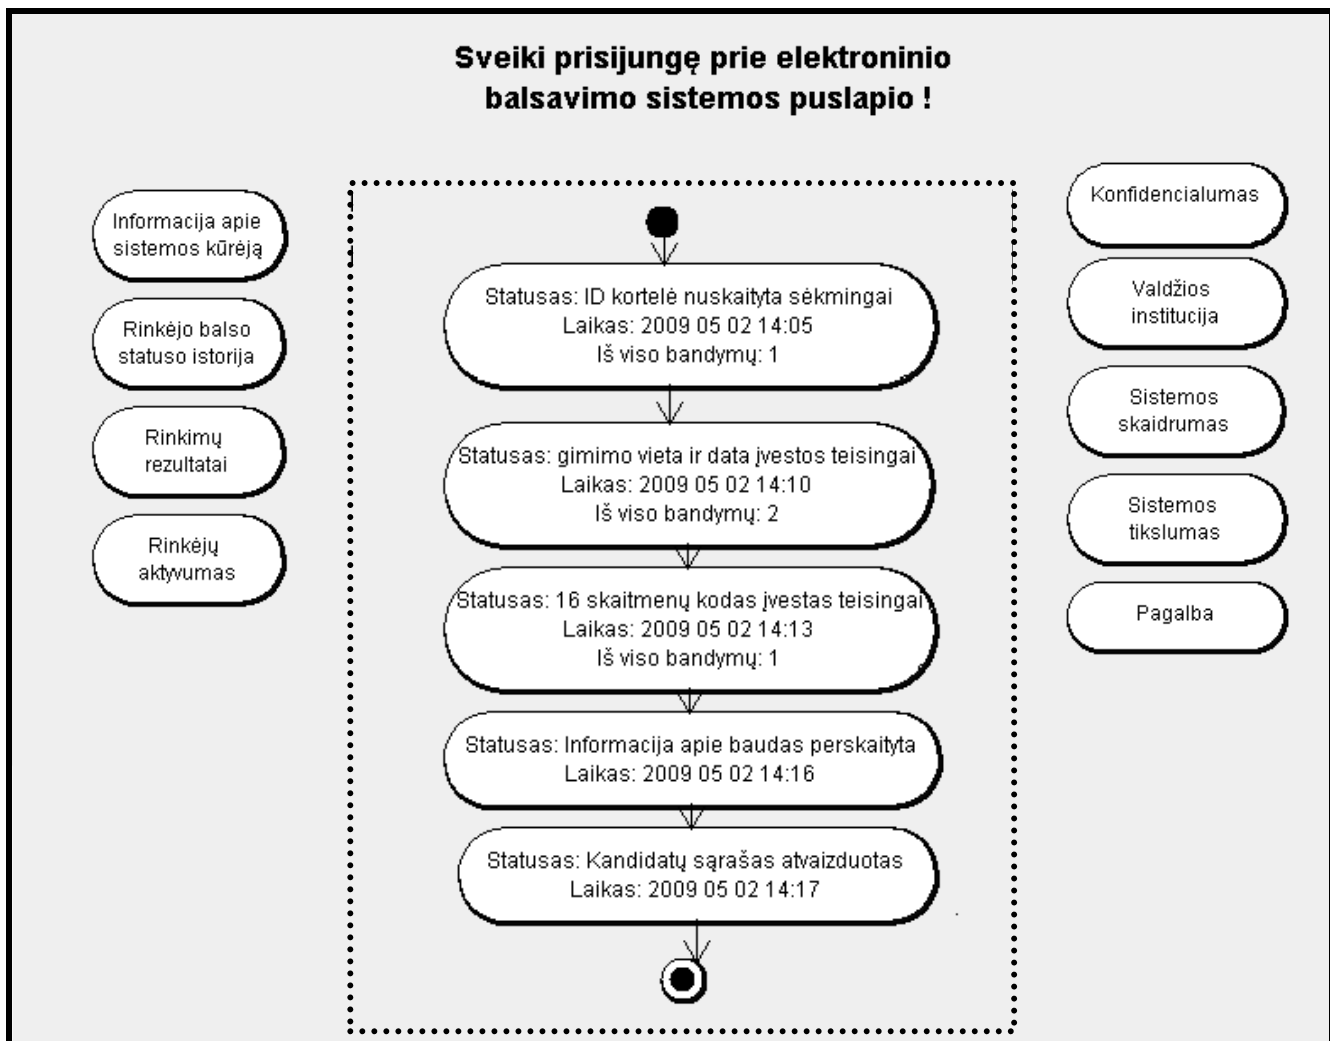 Sveiki prisijungę prie elektroninio
balsavimo sistemos puslapio !
Informacija apie
sistemos kūrėją
Rinkėjo balso
statuso istorija
Rinkimų
rezultatai
Rinkėjų
aktyvumas
Statusas: ID kortelė nuskaityta sėkmingai
Laikas: 2009 05 02 14:05
Iš viso bandymų: 1
Statusas: gimimo vieta ir data įvestos teisingai
Laikas: 2009 05 02 14:10
Iš viso bandymų: 2
Statusas: 16 skaitmenų kodas įvestas teisingai
Laikas: 2009 05 02 14:13
Iš viso bandymų: 1
Statusas: Informacija apie baudas perskaityta
Laikas: 2009 05 02 14:16
Statusas: Kandidatų sąrašas atvaizduotas
Laikas: 2009 05 02 14:17
Konfidencialumas
Valdžios
institucija
Sistemos
skaidrumas
Sistemos
tikslumas
Pagalba